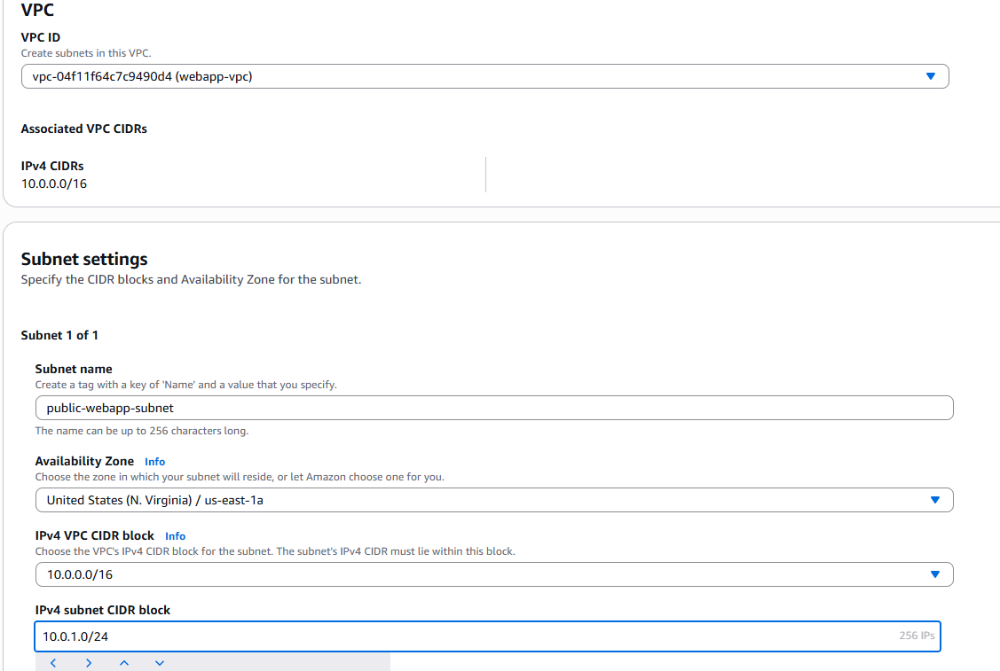 VPC
VPC ID
Create subnets in this VPC.
vpc-04f11f64c7c9490d4 (webapp-vpc)
Associated VPC CIDRs
IPv4 CIDRs
10.0.0.0/16
Subnet settings
Specify the CIDR blocks and Availability Zone for the subnet.
Subnet 1 of 1
Subnet name
Create a tag with a key of 'Name' and a value that you specify.
public-webapp-subnet
The name can be up to 256 characters long.
Availability Zone Info
Choose the zone in which your subnet will reside, or let Amazon choose one for you.
United States (N. Virginia) / us-east-1a
IPv4 VPC CIDR block Info
Choose the VPC's IPv4 CIDR block for the subnet. The subnet's IPv4 CIDR must lie within this block.
10.0.0.0/16
IPv4 subnet CIDR block
10.0.1.0/24 256 IPs